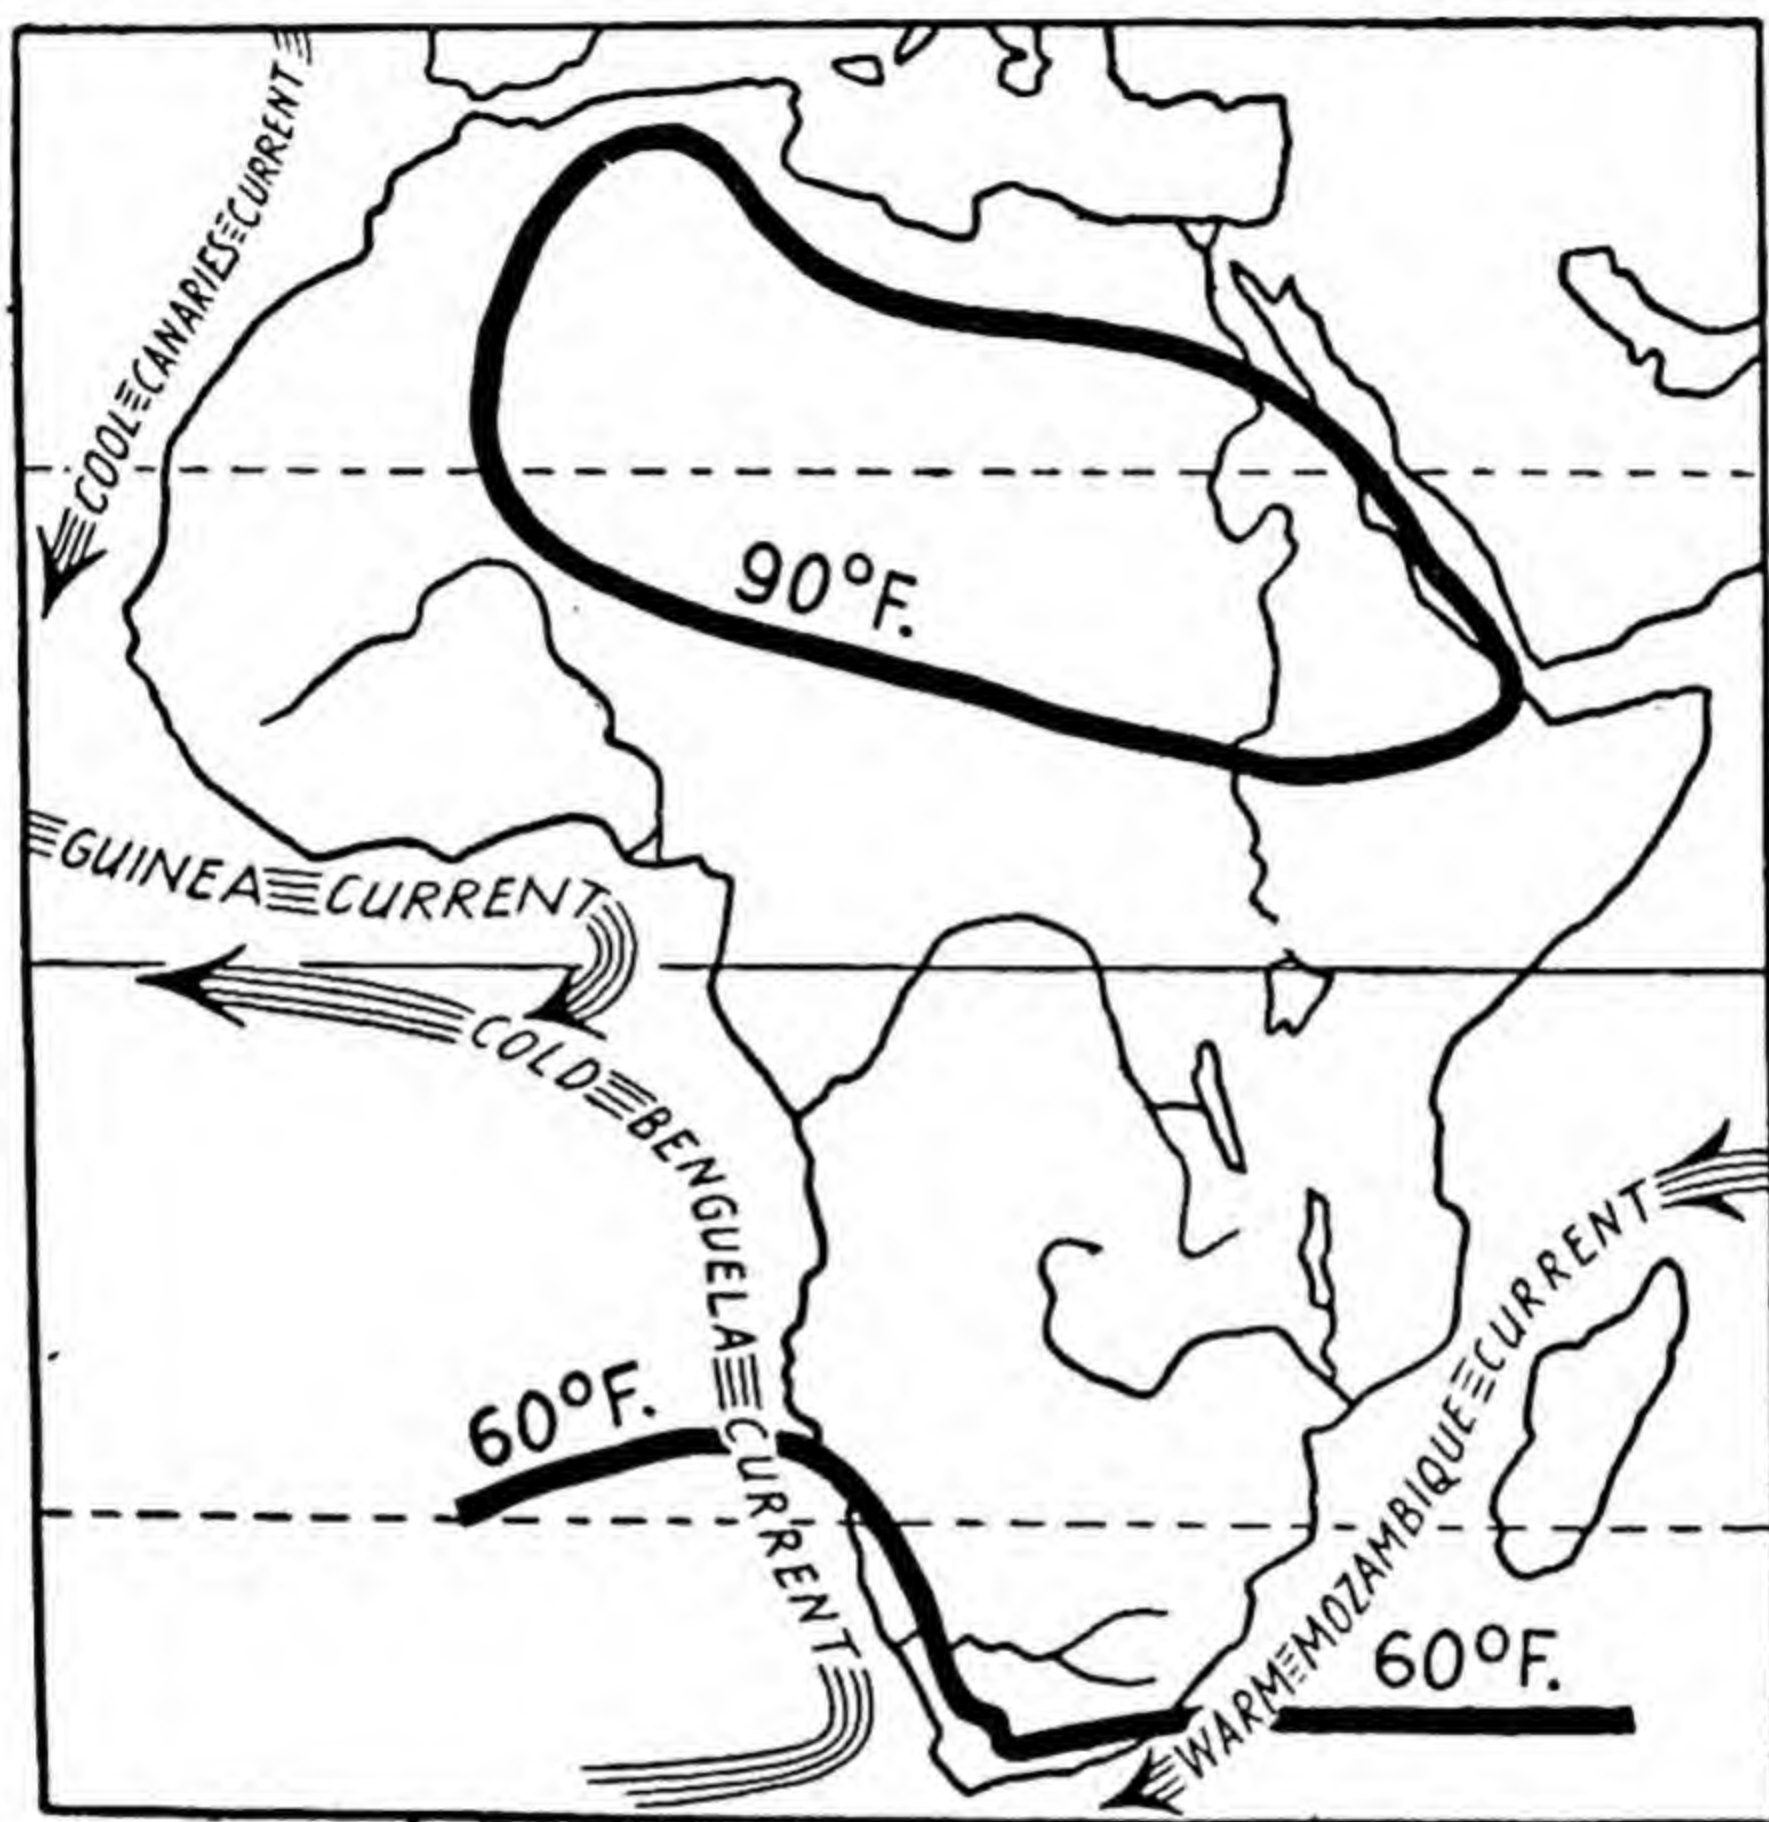 COOL CANARIES CURRENT
90°F.
GUINEA CURRENT
COLD BENGUELA CURRENT
60°F.
WARM MOZAMBIQUE CURRENT
60°F.